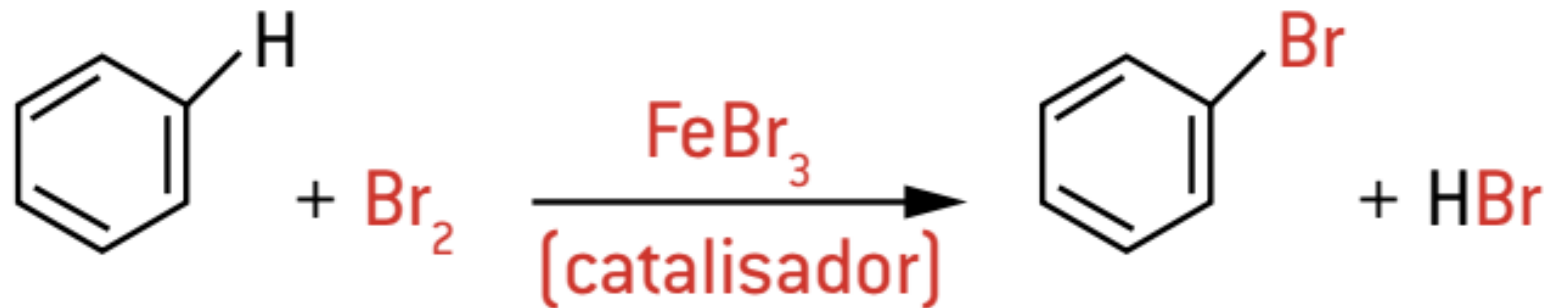 H
+ Br₂
FeBr₃
(catalisador)
Br
+ HBr